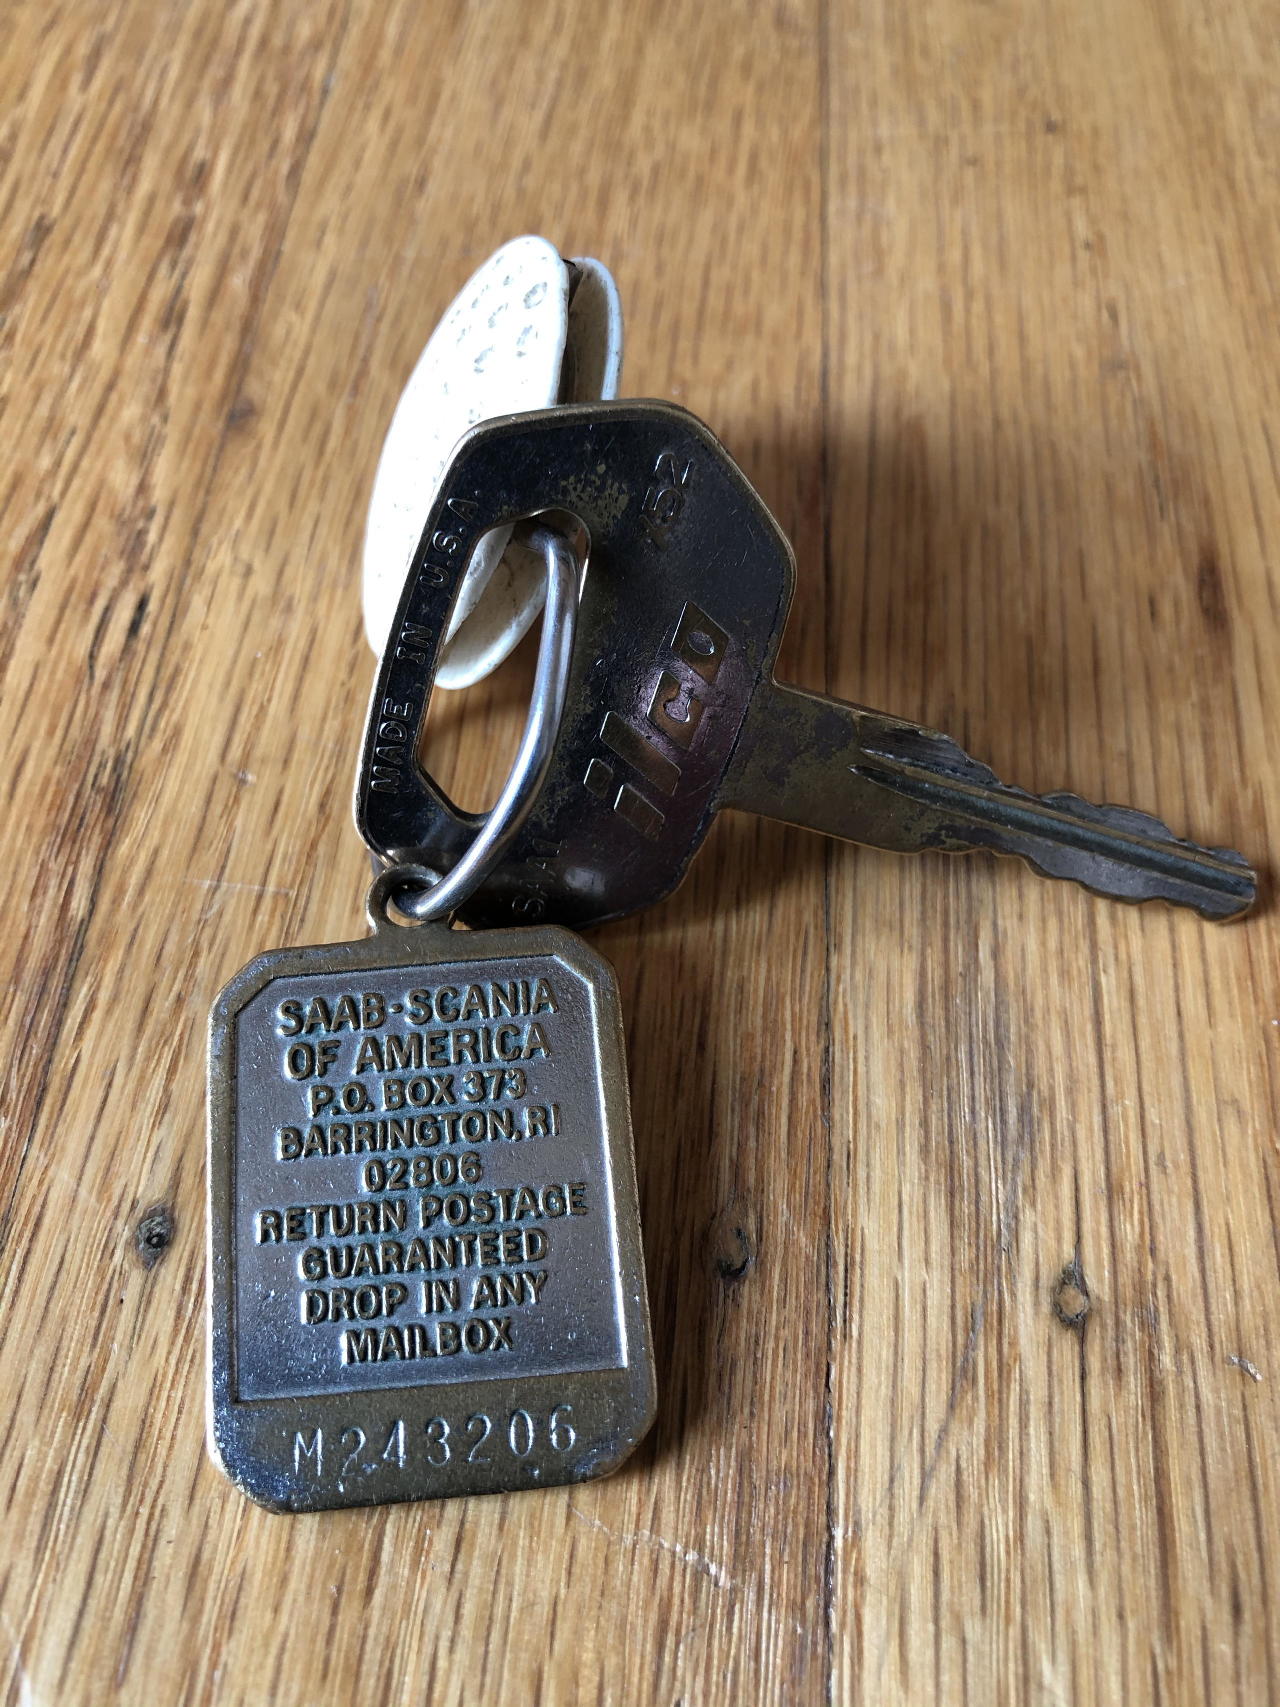 MADE IN U.S.A.
ilco
SAAB-SCANIA
OF AMERICA
P.O. BOX 373
BARRINGTON, RI
02806
RETURN POSTAGE
GUARANTEED
DROP IN ANY
MAILBOX
M243206